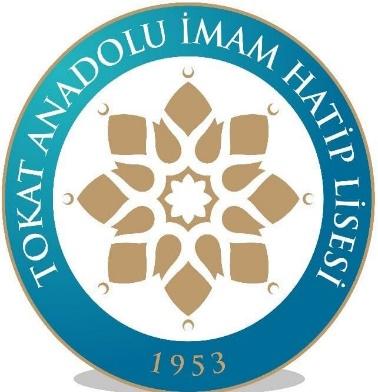 TOKAT ANADOLU İMAM HATİP LİSESİ
1953